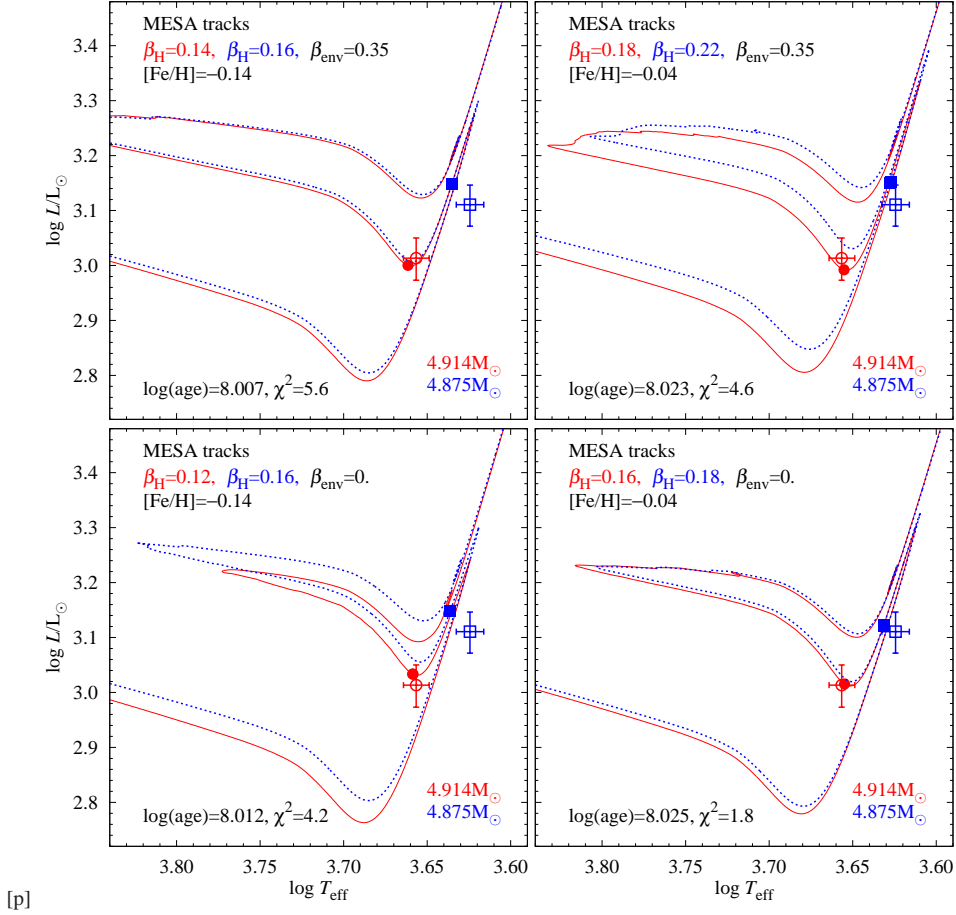 MESA tracks
β_H=0.14, β_H=0.16, β_env=0.35
[Fe/H]=−0.14
log(age)=8.007, χ²=5.6
4.914M☉
4.875M☉
log L/L☉
3.4
3.3
3.2
3.1
3.0
2.9
2.8
MESA tracks
β_H=0.18, β_H=0.22, β_env=0.35
[Fe/H]=−0.04
log(age)=8.023, χ²=4.6
4.914M☉
4.875M☉
MESA tracks
β_H=0.12, β_H=0.16, β_env=0.
[Fe/H]=−0.14
log(age)=8.012, χ²=4.2
4.914M☉
4.875M☉
log L/L☉
3.4
3.3
3.2
3.1
3.0
2.9
2.8
3.80 3.75 3.70 3.65 3.60
log T_eff
MESA tracks
β_H=0.16, β_H=0.18, β_env=0.
[Fe/H]=−0.04
log(age)=8.025, χ²=1.8
4.914M☉
4.875M☉
3.80 3.75 3.70 3.65 3.60
log T_eff
[p]